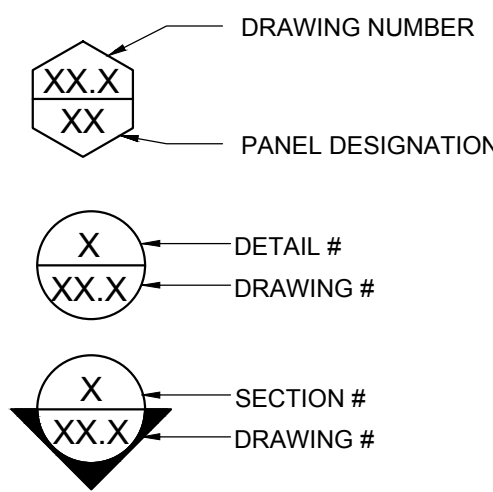 DRAWING NUMBER
XX.X
XX
PANEL DESIGNATION
X
DETAIL #
XX.X
DRAWING #
X
SECTION #
XX.X
DRAWING #